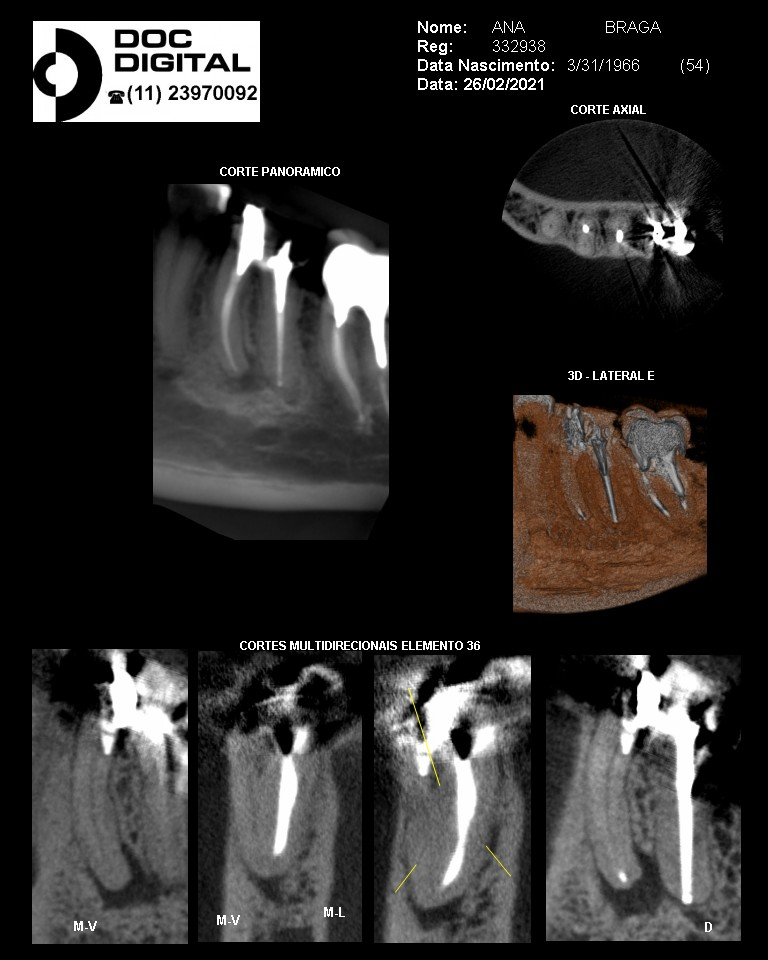 DOC
DIGITAL
☎(11) 23970092
Nome: ANA BRAGA
Reg: 332938
Data Nascimento: 3/31/1966 (54)
Data: 26/02/2021
CORTE AXIAL
CORTE PANORAMICO
3D - LATERAL E
CORTES MULTIDIRECIONAIS ELEMENTO 36
M-V
M-V
M-L
D